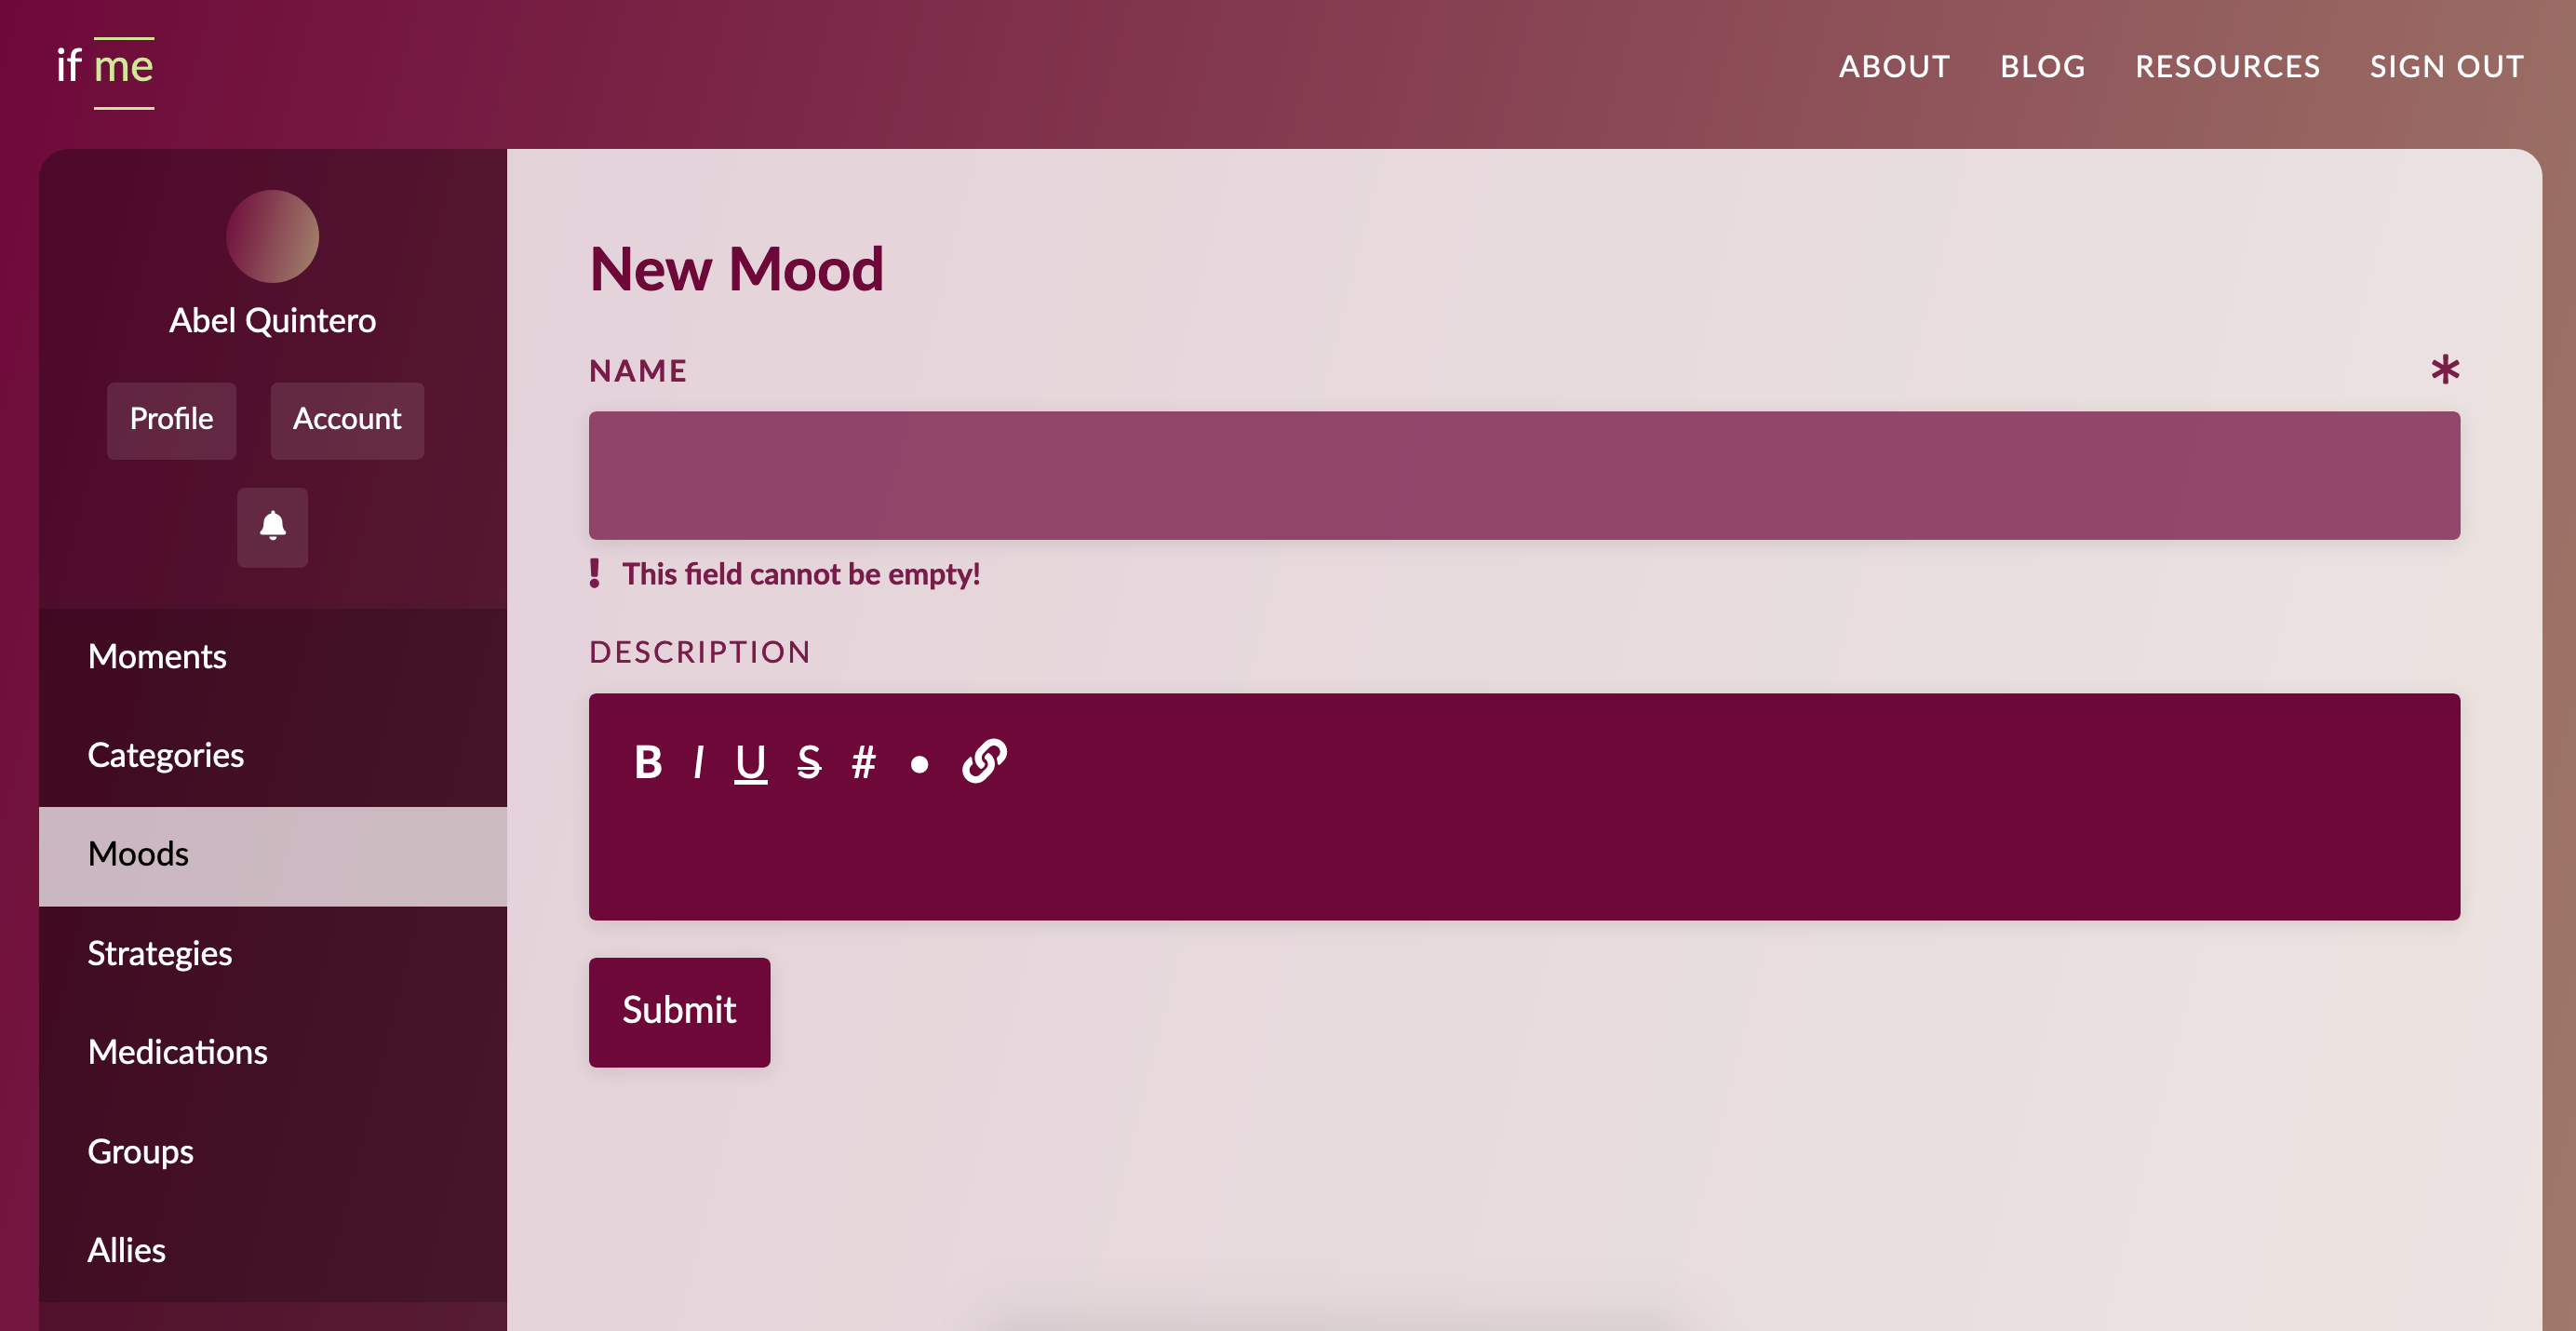 if me
ABOUT BLOG RESOURCES SIGN OUT
Abel Quintero
Profile Account
Moments
Categories
Moods
Strategies
Medications
Groups
Allies
New Mood
NAME *
! This field cannot be empty!
DESCRIPTION
B I U S # •
Submit